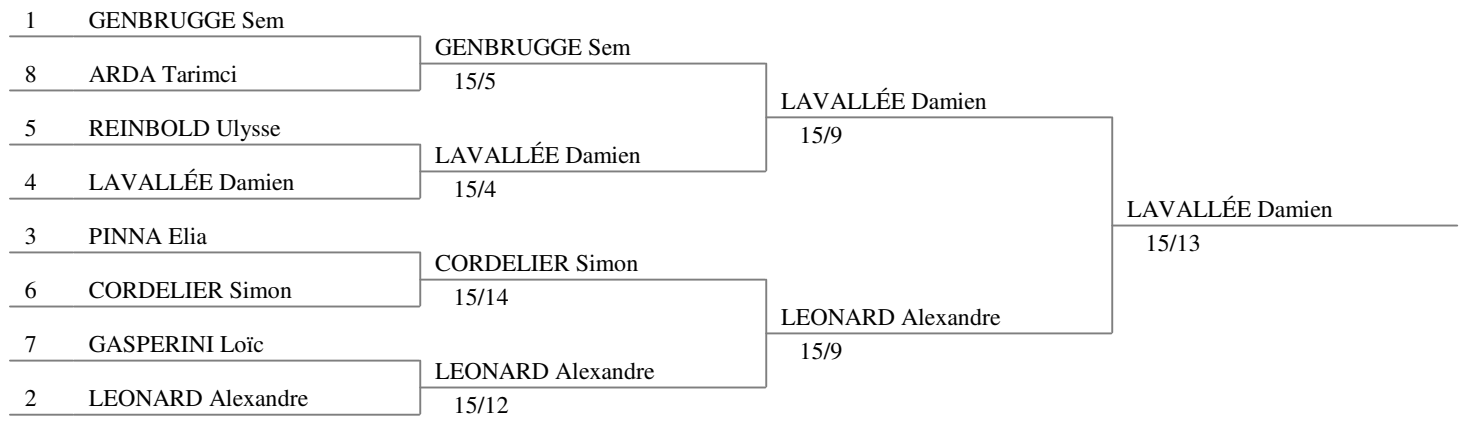 1 GENBRUGGE Sem
GENBRUGGE Sem
8 ARDA Tarimci
15/5
LAVALLÉE Damien
5 REINBOLD Ulysse
15/9
LAVALLÉE Damien
4 LAVALLÉE Damien
15/4
LAVALLÉE Damien
3 PINNA Elia
15/13
CORDELIER Simon
6 CORDELIER Simon
15/14
LEONARD Alexandre
7 GASPERINI Loïc
15/9
LEONARD Alexandre
2 LEONARD Alexandre
15/12